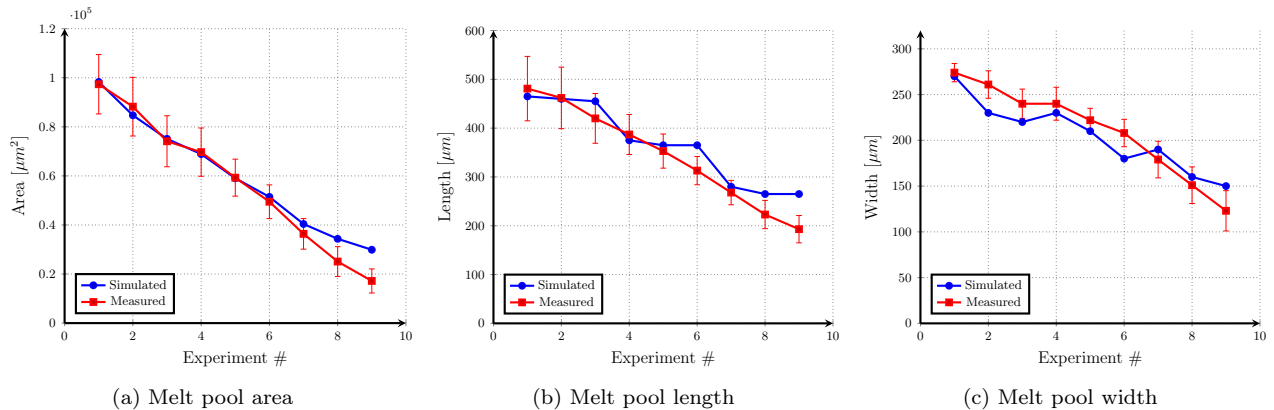 ·10⁵
1.2
1
0.8
0.6
0.4
0.2
0
0 2 4 6 8 10
Area [μm²]
Experiment #
Simulated
Measured
(a) Melt pool area
600
500
400
300
200
100
0
0 2 4 6 8 10
Length [μm]
Experiment #
Simulated
Measured
(b) Melt pool length
300
250
200
150
100
50
0
0 2 4 6 8 10
Width [μm]
Experiment #
Simulated
Measured
(c) Melt pool width